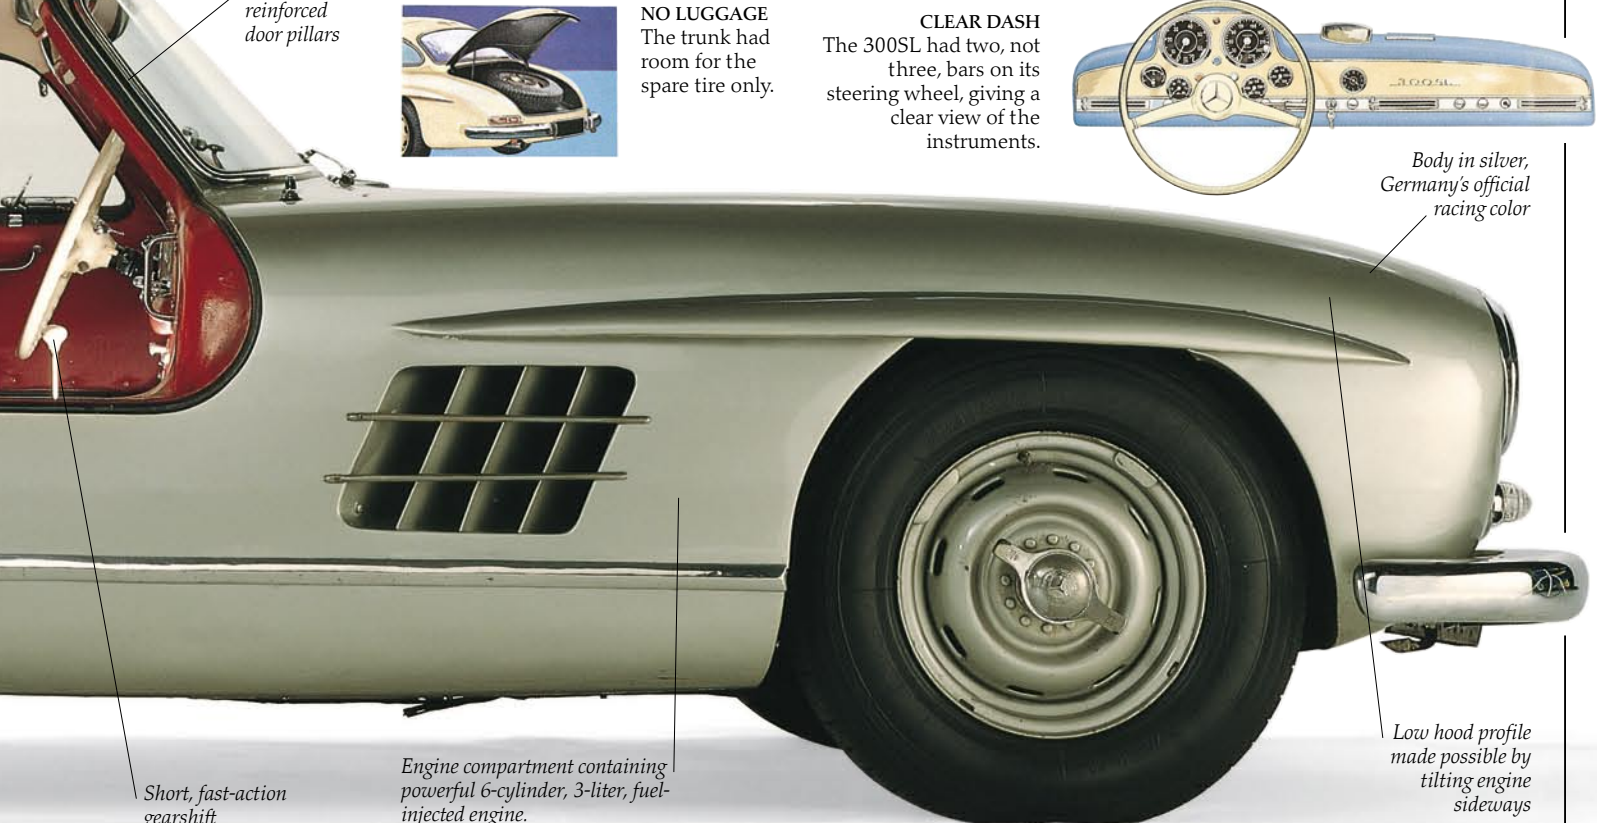 reinforced
door pillars
NO LUGGAGE
The trunk had
room for the
spare tire only.
CLEAR DASH
The 300SL had two, not
three, bars on its
steering wheel, giving a
clear view of the
instruments.
300SL
Body in silver,
Germany's official
racing color
Short, fast-action
gearshift
Engine compartment containing
powerful 6-cylinder, 3-liter, fuel-
injected engine.
Low hood profile
made possible by
tilting engine
sideways